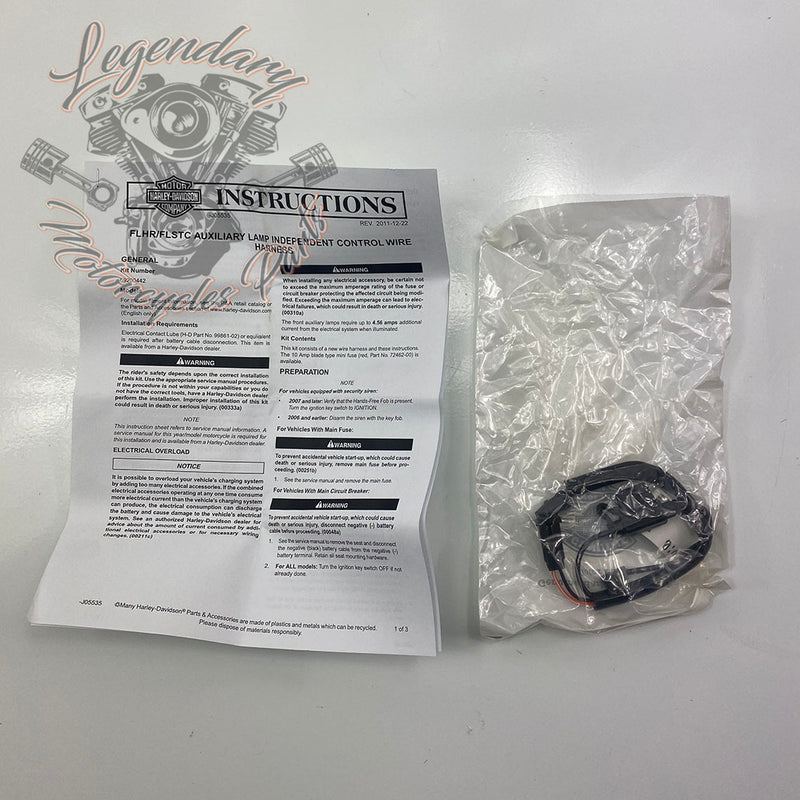 Legendary
Motorcycles Parts
MOTOR
HARLEY-DAVIDSON
COMPANY
INSTRUCTIONS
-J05535
REV. 2011-12-22
FLHR/FLSTC AUXILIARY LAMP INDEPENDENT CONTROL WIRE
HARNESS
GENERAL
Kit Number
Models
(English only).
Installation Requirements
Electrical Contact Lube (H-D Part No. 99861-02) or equivalent
is required after battery cable disconnection. This item is
available from a Harley-Davidson dealer.
WARNING
The rider's safety depends upon the correct installation
of this kit. Use the appropriate service manual procedures.
If the procedure is not within your capabilities or you do
not have the correct tools, have a Harley-Davidson dealer
perform the installation. Improper installation of this kit
could result in death or serious injury. (00333a)
NOTE
This instruction sheet refers to service manual information. A
service manual for this year/model motorcycle is required for
this installation and is available from a Harley-Davidson dealer.
ELECTRICAL OVERLOAD
NOTICE
It is possible to overload your vehicle's charging system
by adding too many electrical accessories. If the combined
electrical accessories operating at any one time consume
more electrical current than the vehicle's charging system
can produce, the electrical consumption can discharge
the battery and cause damage to the vehicle's electrical
system. See an authorized Harley-Davidson dealer for
advice about the amount of current consumed by addi-
tional electrical accessories or for necessary wiring
changes. (00211c)
WARNING
When installing any electrical accessory, be certain not
to exceed the maximum amperage rating of the fuse or
circuit breaker protecting the affected circuit being mod-
ified. Exceeding the maximum amperage can lead to elec-
trical failures, which could result in death or serious injury.
(00310a)
The front auxiliary lamps require up to 4.56 amps additional
current from the electrical system when illuminated.
Kit Contents
This kit consists of a new wire harness and these instructions.
The 10 Amp blade type mini fuse (red, Part No. 72462-00) is
available.
PREPARATION
NOTE
For vehicles equipped with security siren:
• 2007 and later: Verify that the Hands-Free Fob is present.
Turn the ignition key switch to IGNITION.
• 2006 and earlier: Disarm the siren with the key fob.
For Vehicles With Main Fuse:
WARNING
To prevent accidental vehicle start-up, which could cause
death or serious injury, remove main fuse before pro-
ceeding. (00251b)
1. See the service manual and remove the main fuse.
For Vehicles With Main Circuit Breaker:
WARNING
To prevent accidental vehicle start-up, which could cause
death or serious injury, disconnect negative (-) battery
cable before proceeding. (00048a)
1. See the service manual to remove the seat and disconnect
the negative (black) battery cable from the negative (-)
battery terminal. Retain all seat mounting hardware.
2. For ALL models: Turn the ignition key switch OFF if not
already done.
-J05535
©Many Harley-Davidson® Parts & Accessories are made of plastics and metals which can be recycled.
Please dispose of materials responsibly.
1 of 3